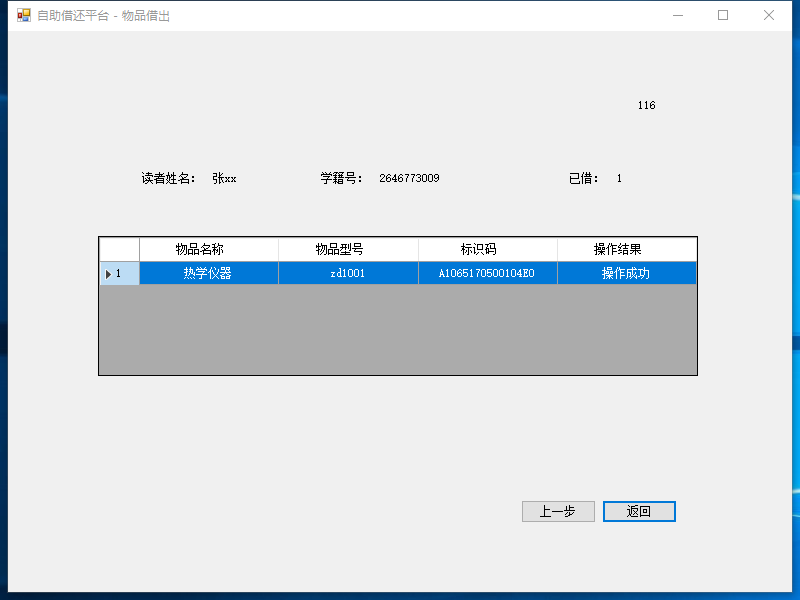 自助借还平台 - 物品借出
116
读者姓名： 张xx 学籍号： 2646773009 已借： 1
物品名称 物品型号 标识码 操作结果
1 热学仪器 zd1001 A1065170500104E0 操作成功
上一步 返回